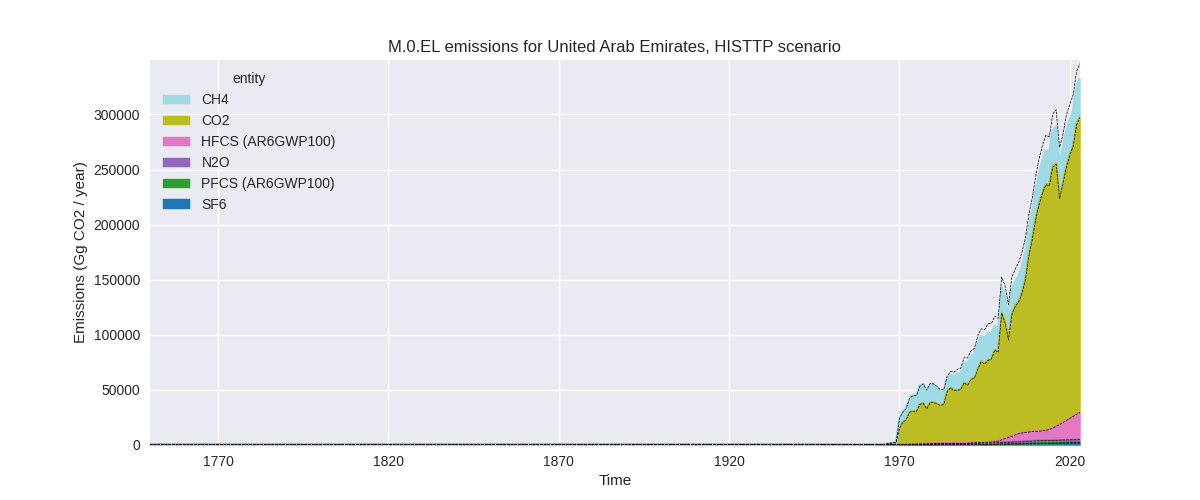 M.0.EL emissions for United Arab Emirates, HISTTP scenario
entity
CH4
CO2
HFCS (AR6GWP100)
N2O
PFCS (AR6GWP100)
SF6
Emissions (Gg CO2 / year)
300000
250000
200000
150000
100000
50000
0
1770 1820 1870 1920 1970 2020
Time